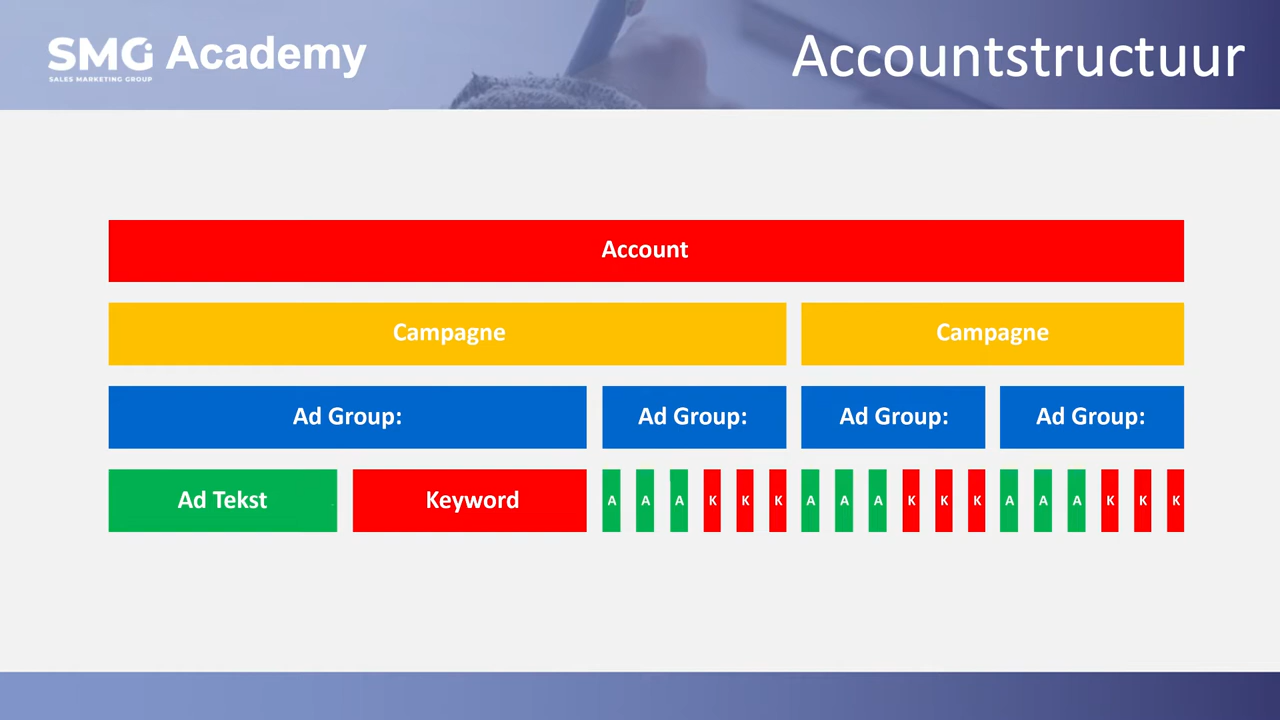 SMG Academy
SALES MARKETING GROUP
Accountstructuur
Account
Campagne Campagne
Ad Group: Ad Group: Ad Group: Ad Group:
Ad Tekst Keyword A A A K K K A A A K K K A A A K K K